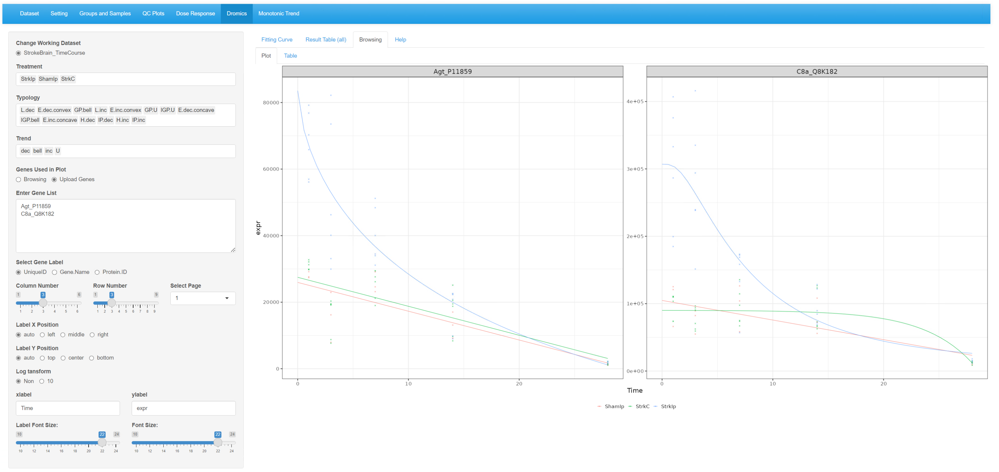 Dataset Setting Groups and Samples QC Plots Dose Response Dromics Monotonic Trend
Change Working Dataset
StrokeBrain_TimeCourse
Treatment
StrkIp ShamIp StrkC
Typology
L.dec E.dec.convex GP.bell L.inc E.inc.convex GP.U lGP.U E.dec.concave
lGP.bell E.inc.concave H.dec lP.dec H.inc lP.inc
Trend
dec bell inc U
Genes Used in Plot
Browsing Upload Genes
Enter Gene List
Agt_P11859
C8a_Q8K182
Select Gene Label
UniqueID Gene.Name Protein.ID
Column Number Row Number Select Page
1 3 6 1 3 9
1
1 2 3 4 5 6 1 2 3 4 5 6 7 8 9
Label X Position
auto left middle right
Label Y Position
auto top center bottom
Log tansform
Non 10
xlabel ylabel
Time expr
Label Font Size: Font Size:
10 22 24 10 22 24
10 12 14 16 18 20 22 24 10 12 14 16 18 20 22 24
Fitting Curve Result Table (all) Browsing Help
Plot Table
Agt_P11859
80000
60000
40000
20000
0
0 10 20
expr
C8a_Q8K182
4e+05
3e+05
2e+05
1e+05
0e+00
0 10 20
Time
ShamIp StrkC StrkIp